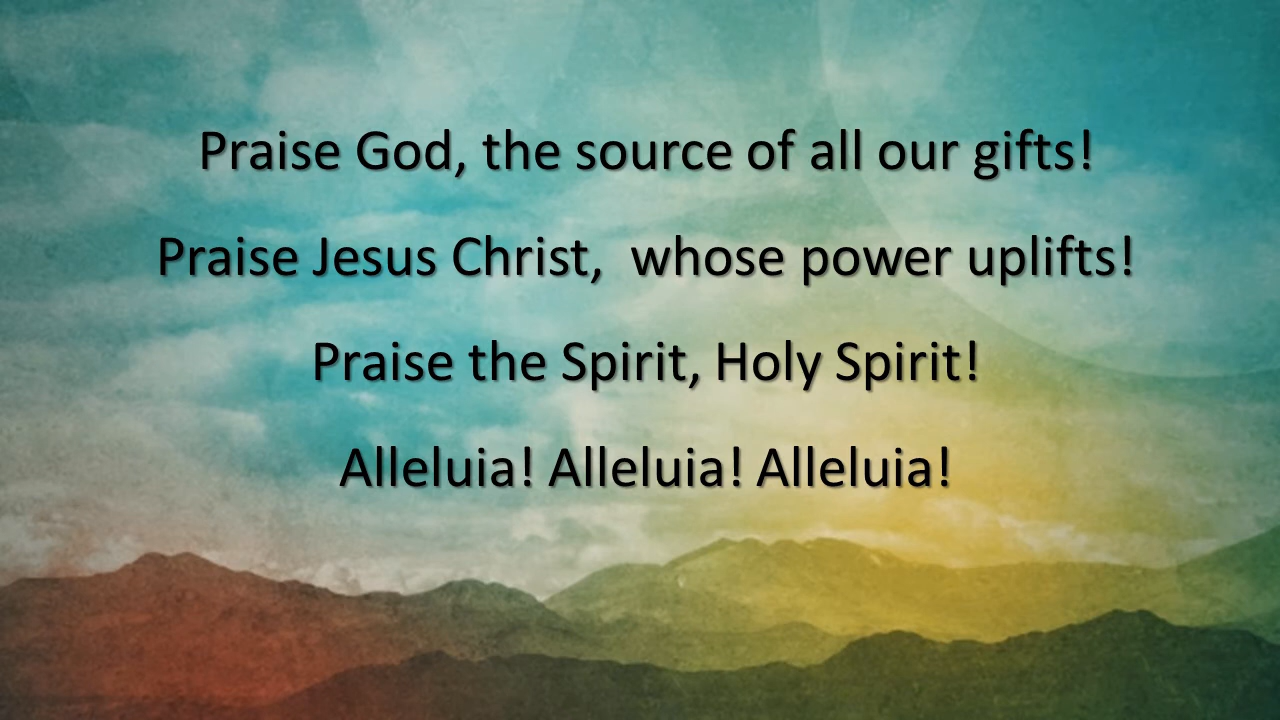 Praise God, the source of all our gifts!
Praise Jesus Christ,  whose power uplifts!
Praise the Spirit, Holy Spirit!
Alleluia! Alleluia! Alleluia!